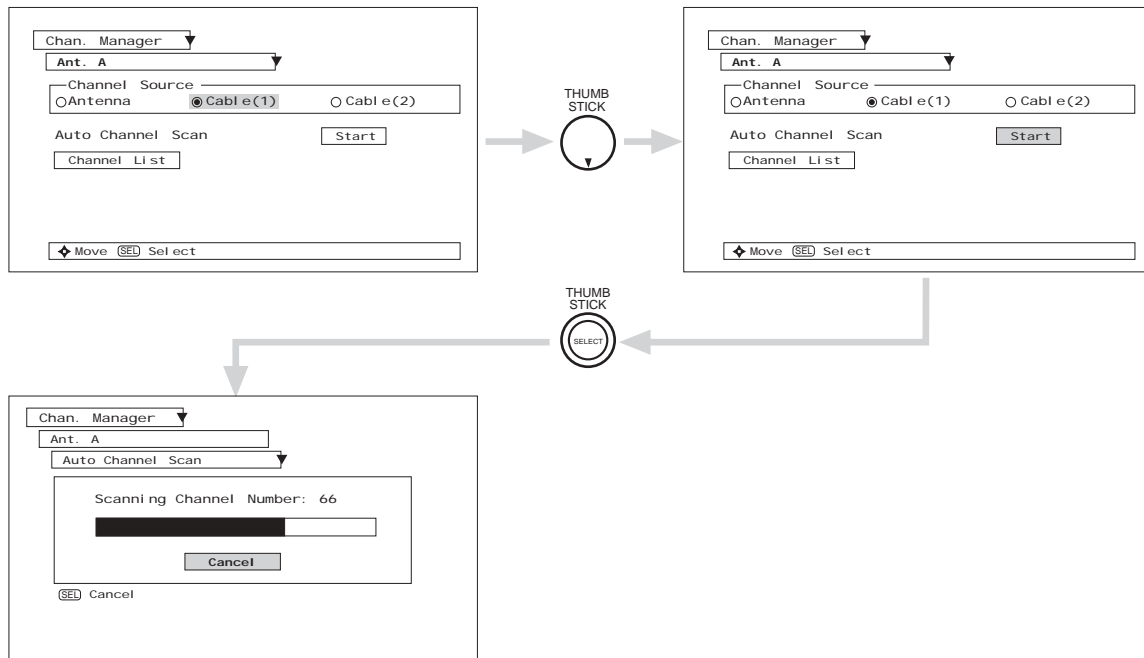 Chan. Manager
Ant. A
Channel Source
Antenna Cable(1) Cable(2)
Auto Channel Scan Start
Channel List
Move SEL Select
THUMB
STICK
Chan. Manager
Ant. A
Channel Source
Antenna Cable(1) Cable(2)
Auto Channel Scan Start
Channel List
Move SEL Select
THUMB
STICK
SELECT
Chan. Manager
Ant. A
Auto Channel Scan
Scanning Channel Number: 66
Cancel
SEL Cancel